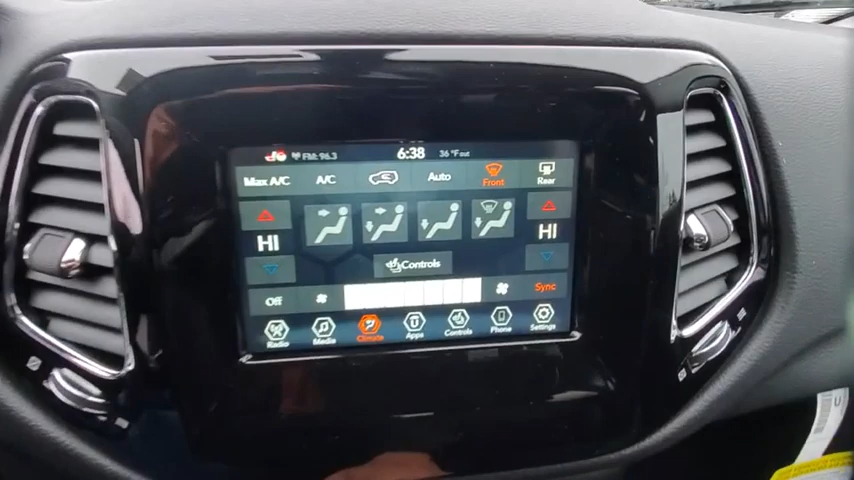 FM: 96.3 6:38 36 °F out
Max A/C A/C Auto Front Rear
HI HI
Controls
Off Sync
Radio Media Climate Apps Controls Phone Settings